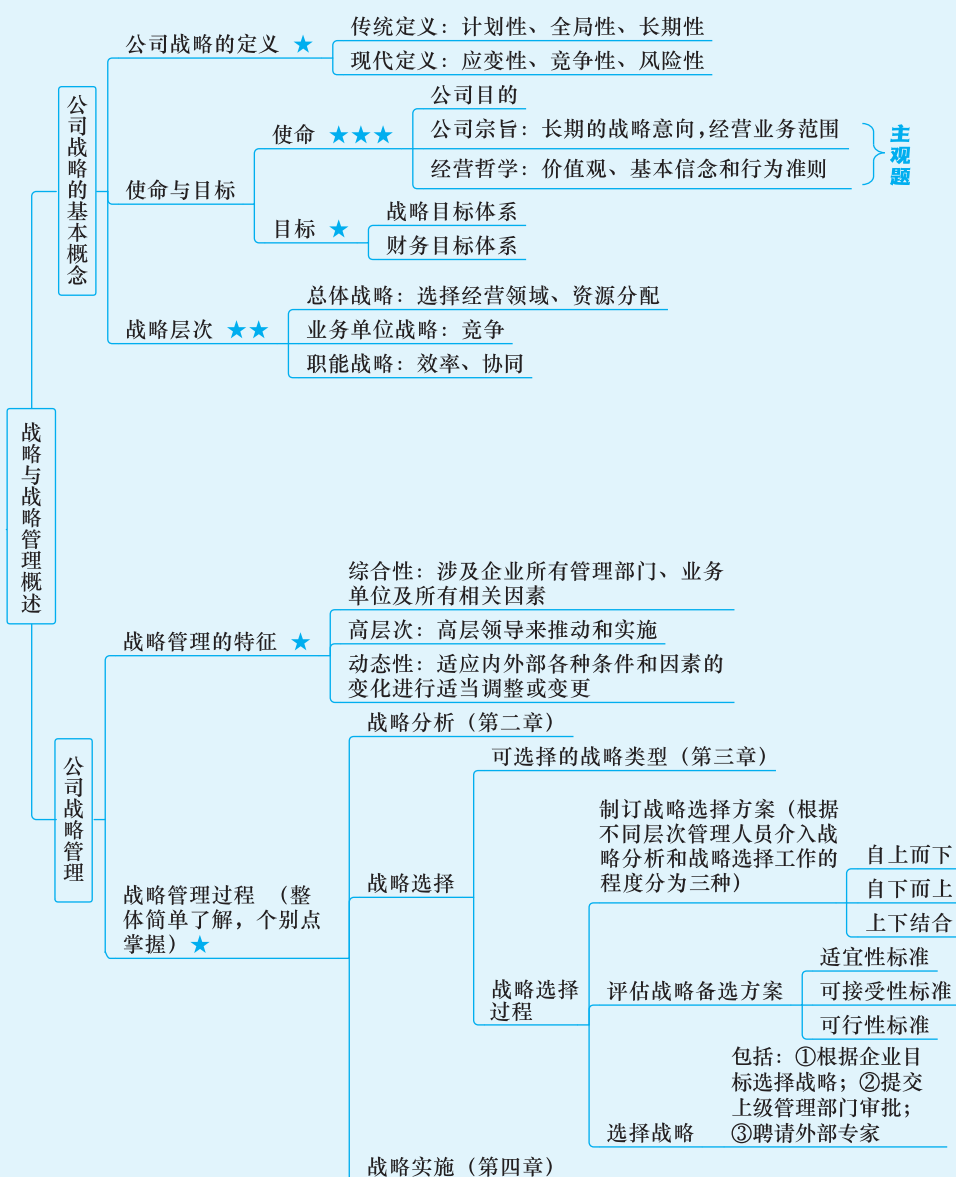 战略与战略管理概述
公司战略的基本概念
公司战略的定义 ★
传统定义：计划性、全局性、长期性
现代定义：应变性、竞争性、风险性
使命与目标
使命 ★★★
公司目的
公司宗旨：长期的战略意向,经营业务范围
经营哲学：价值观、基本信念和行为准则
主观题
目标 ★
战略目标体系
财务目标体系
战略层次 ★★
总体战略：选择经营领域、资源分配
业务单位战略：竞争
职能战略：效率、协同
公司战略管理
战略管理的特征 ★
综合性：涉及企业所有管理部门、业务
单位及所有相关因素
高层次：高层领导来推动和实施
动态性：适应内外部各种条件和因素的
变化进行适当调整或变更
战略管理过程 （整
体简单了解，个别点
掌握）★
战略分析（第二章）
战略选择
可选择的战略类型（第三章）
战略选择
过程
制订战略选择方案（根据
不同层次管理人员介入战
略分析和战略选择工作的
程度分为三种）
自上而下
自下而上
上下结合
评估战略备选方案
适宜性标准
可接受性标准
可行性标准
选择战略
包括：①根据企业目
标选择战略；②提交
上级管理部门审批；
③聘请外部专家
战略实施（第四章）